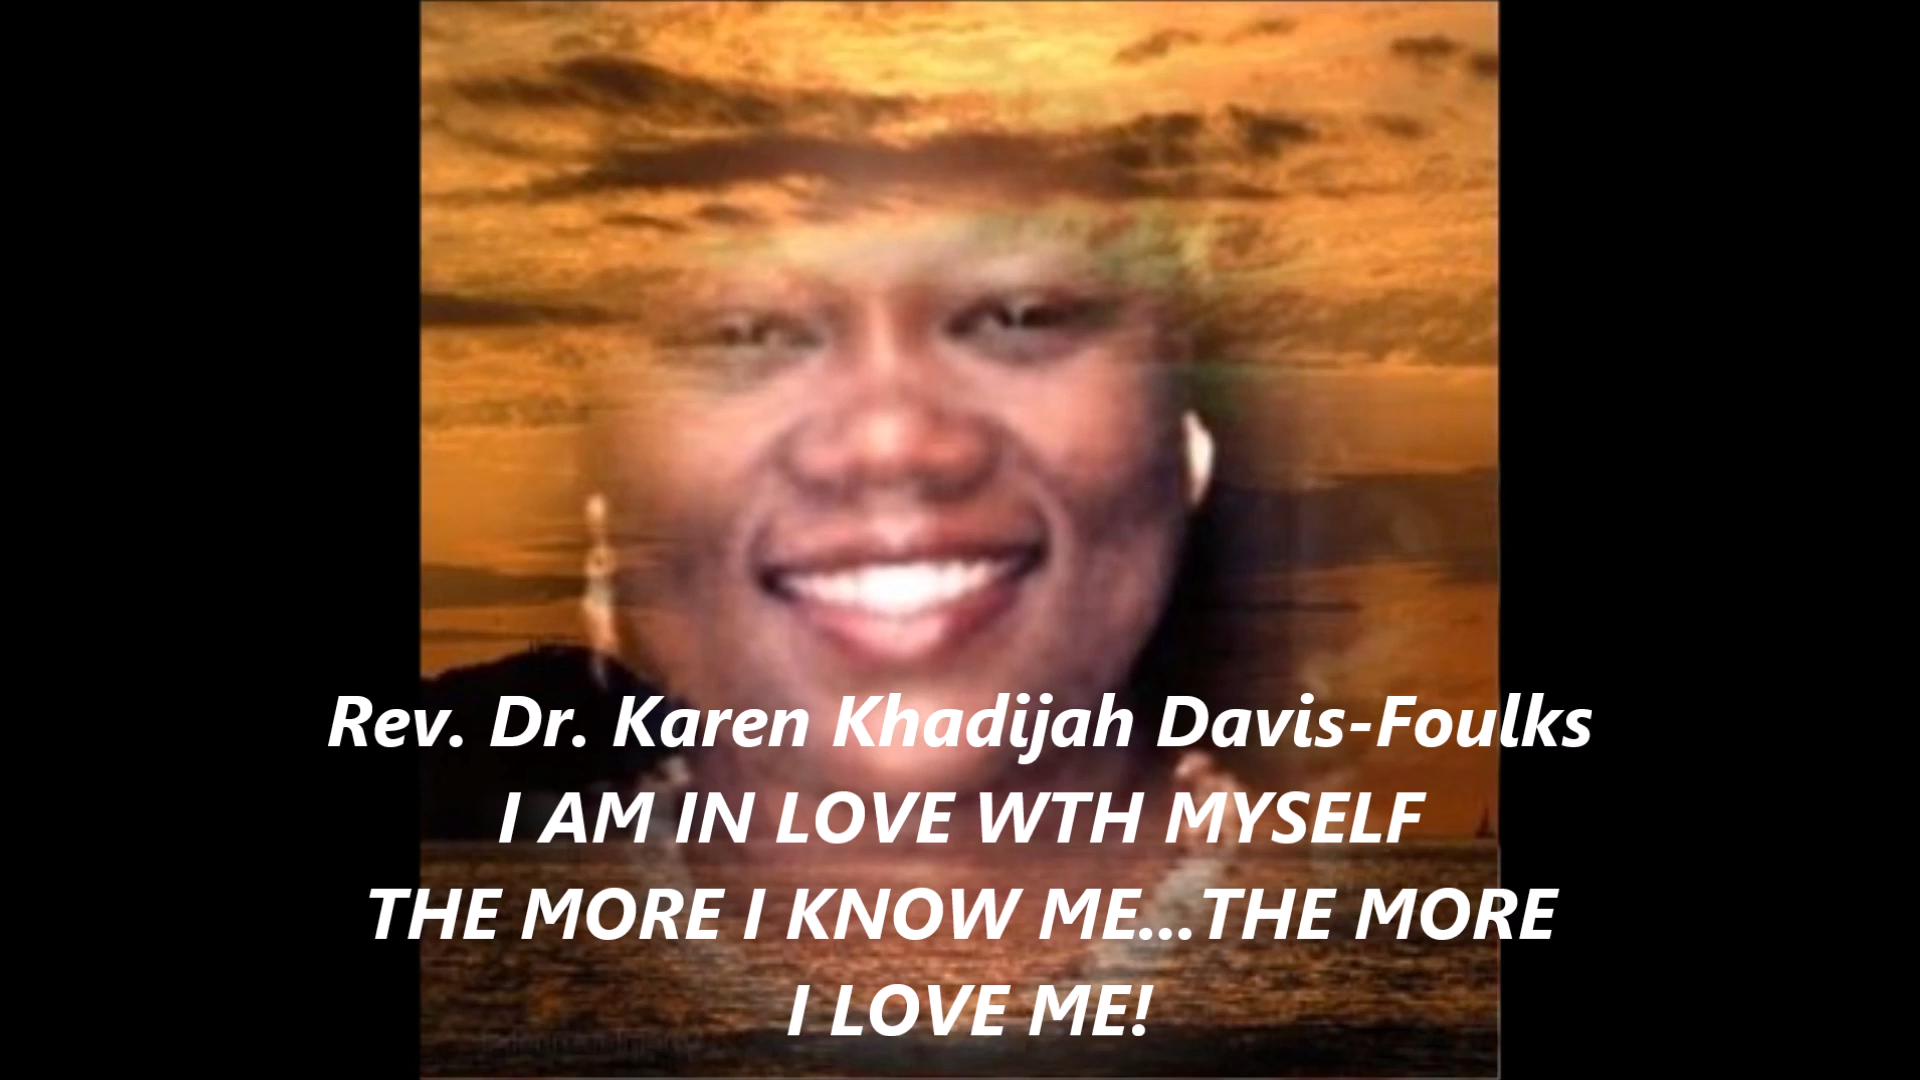 Rev. Dr. Karen Khadijah Davis-Foulks
I AM IN LOVE WTH MYSELF
THE MORE I KNOW ME...THE MORE
I LOVE ME!